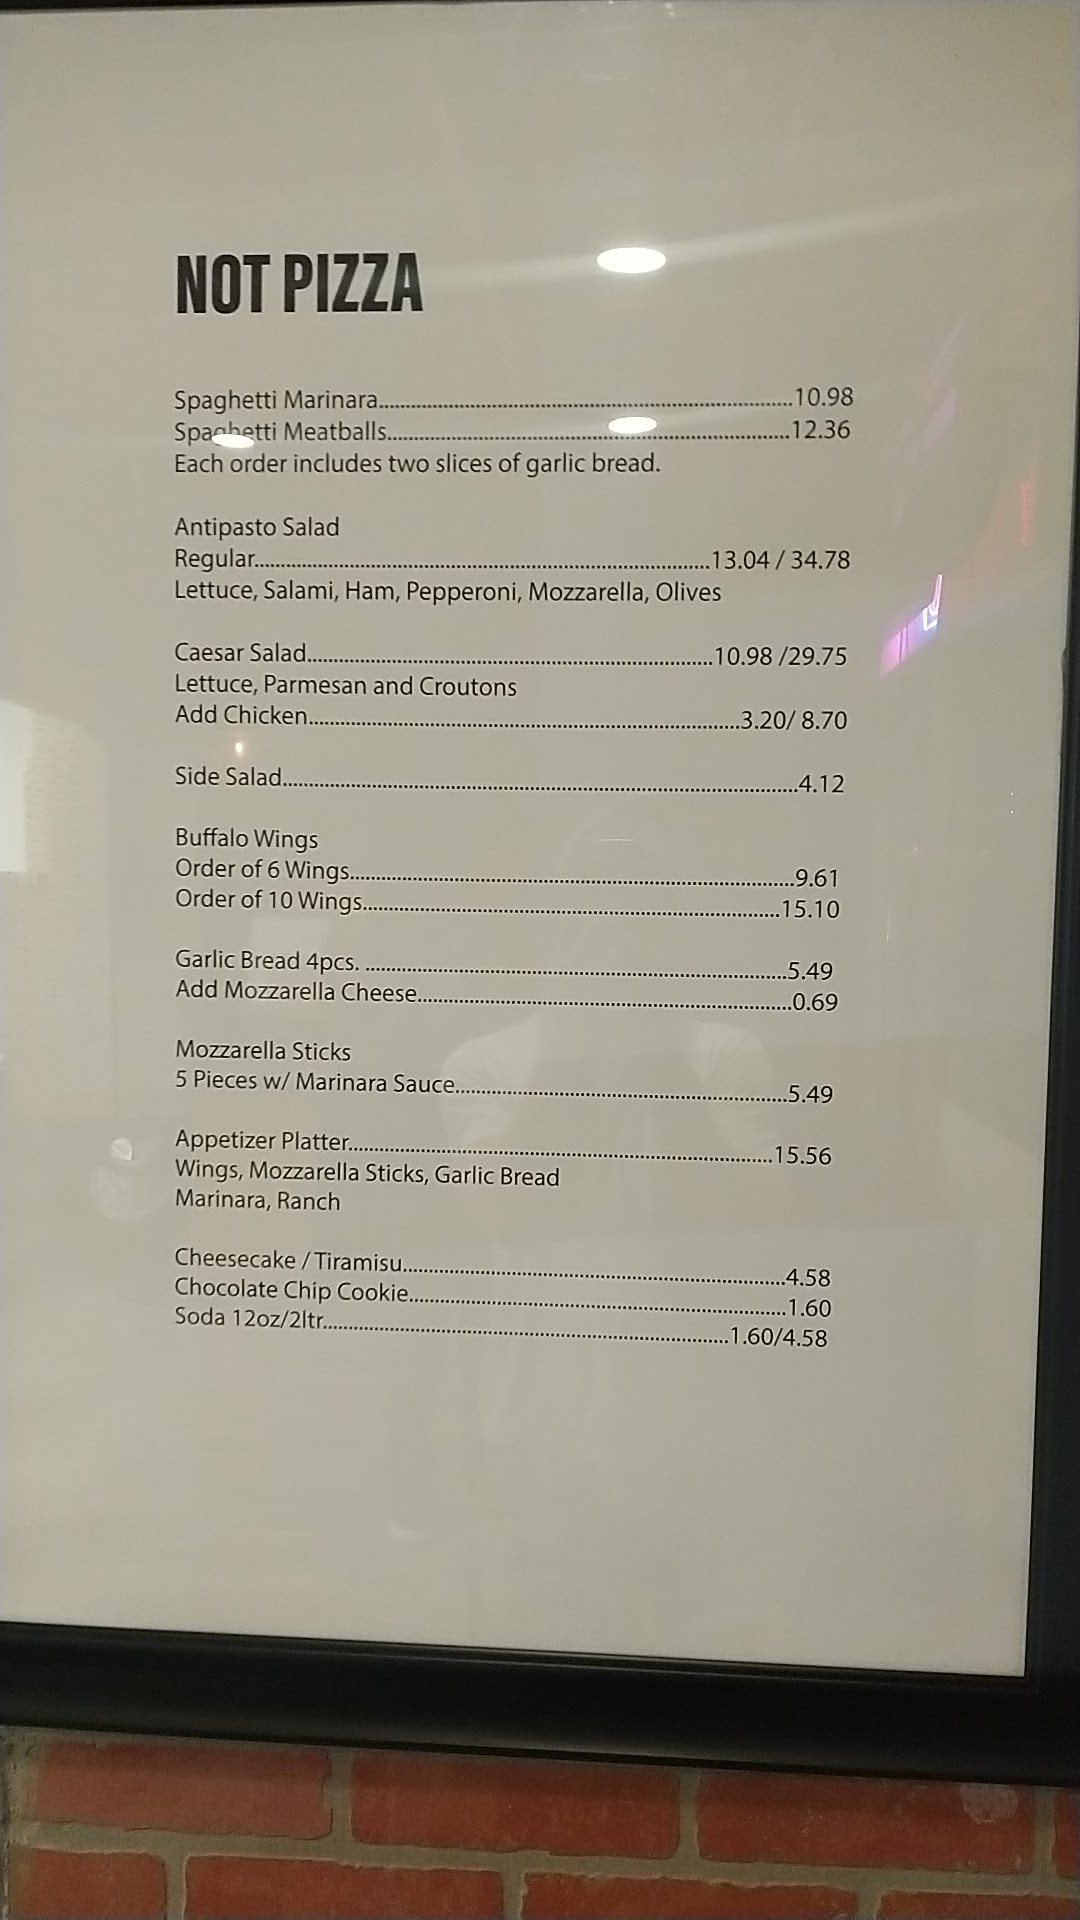 NOT PIZZA
Spaghetti Marinara..........10.98
Spaghetti Meatballs..........12.36
Each order includes two slices of garlic bread.
Antipasto Salad
Regular..........13.04 / 34.78
Lettuce, Salami, Ham, Pepperoni, Mozzarella, Olives
Caesar Salad..........10.98 /29.75
Lettuce, Parmesan and Croutons
Add Chicken..........3.20/ 8.70
Side Salad..........4.12
Buffalo Wings
Order of 6 Wings..........9.61
Order of 10 Wings..........15.10
Garlic Bread 4pcs. ..........5.49
Add Mozzarella Cheese..........0.69
Mozzarella Sticks
5 Pieces w/ Marinara Sauce..........5.49
Appetizer Platter..........15.56
Wings, Mozzarella Sticks, Garlic Bread
Marinara, Ranch
Cheesecake / Tiramisu..........4.58
Chocolate Chip Cookie..........1.60
Soda 12oz/2ltr..........1.60/4.58